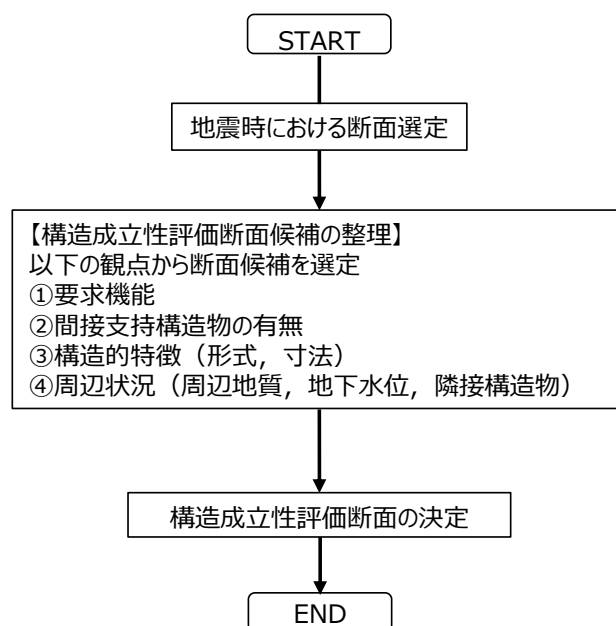 START
地震時における断面選定
【構造成立性評価断面候補の整理】
以下の観点から断面候補を選定
①要求機能
②間接支持構造物の有無
③構造的特徴（形式，寸法）
④周辺状況（周辺地質，地下水位，隣接構造物）
構造成立性評価断面の決定
END